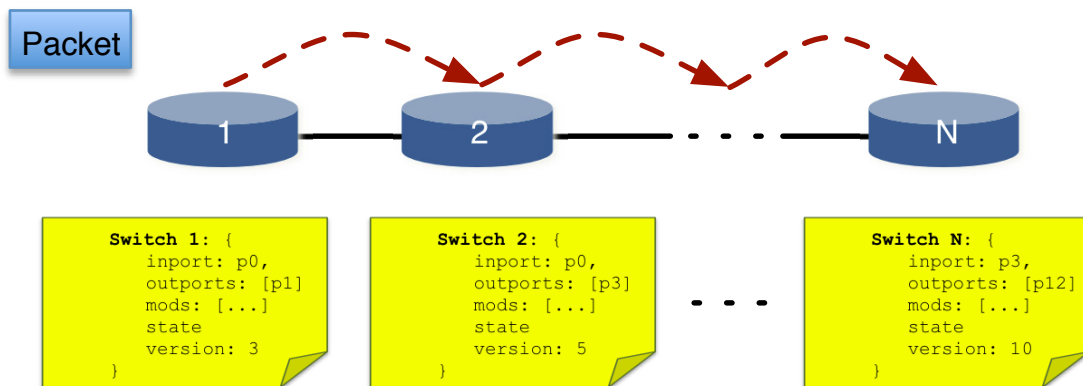 Packet
1
2
N
Switch 1: {
inport: p0,
outports: [p1]
mods: [...]
state
version: 3
}
Switch 2: {
inport: p0,
outports: [p3]
mods: [...]
state
version: 5
}
Switch N: {
inport: p3,
outports: [p12]
mods: [...]
state
version: 10
}